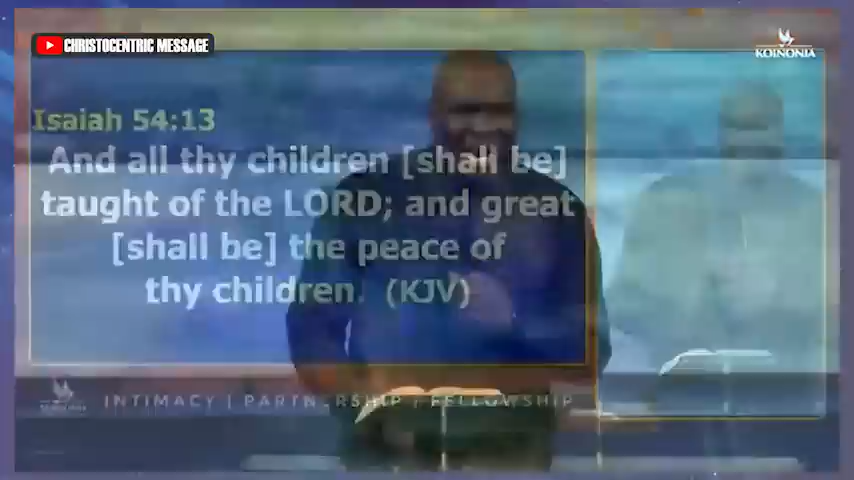 CHRISTOCENTRIC MESSAGE
KOINONIA
Isaiah 54:13
And all thy children [shall be]
taught of the LORD; and great
[shall be] the peace of
thy children. (KJV)
KOINONIA
INTIMACY | PARTNERSHIP | FELLOWSHIP